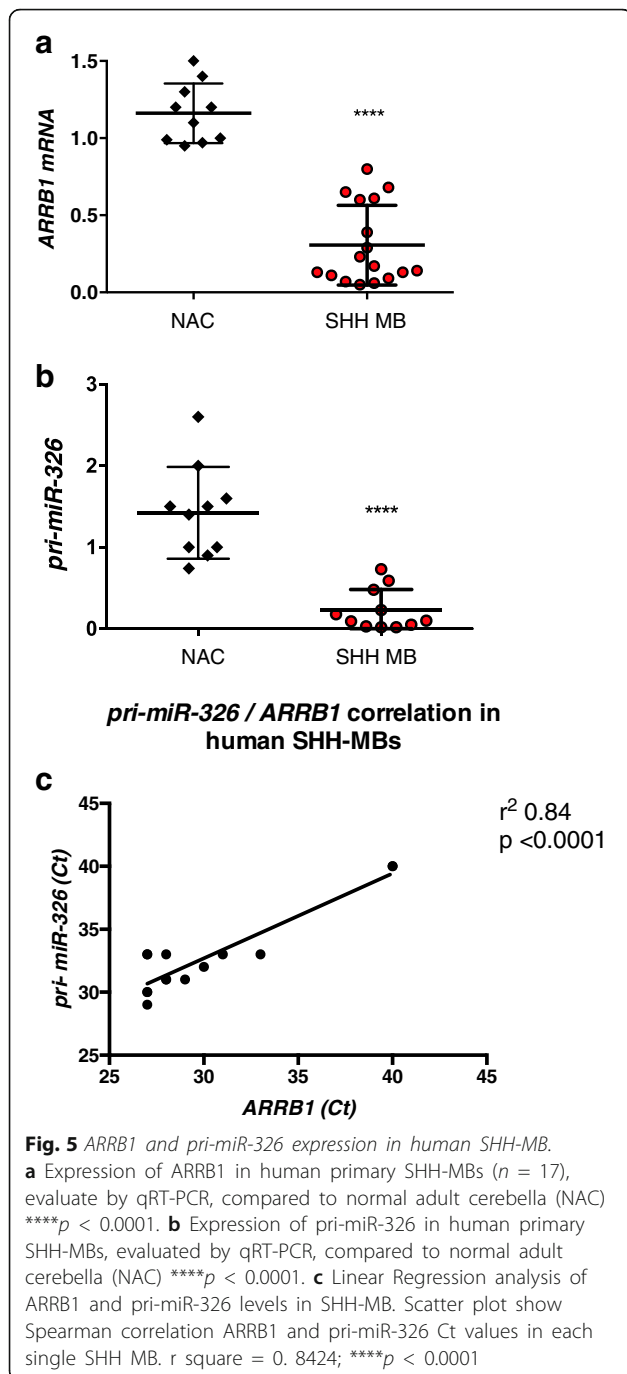 a
1.5
1.0
0.5
0.0
ARRB1 mRNA
****
NAC
SHH MB
b
3
2
1
0
pri-miR-326
****
NAC
SHH MB
pri-miR-326 / ARRB1 correlation in
human SHH-MBs
c
45
40
35
30
25
pri- miR-326 (Ct)
r2 0.84
p <0.0001
25
30
35
40
45
ARRB1 (Ct)
Fig. 5 ARRB1 and pri-miR-326 expression in human SHH-MB.
a Expression of ARRB1 in human primary SHH-MBs (n = 17),
evaluate by qRT-PCR, compared to normal adult cerebella (NAC)
****p < 0.0001. b Expression of pri-miR-326 in human primary
SHH-MBs, evaluated by qRT-PCR, compared to normal adult
cerebella (NAC) ****p < 0.0001. c Linear Regression analysis of
ARRB1 and pri-miR-326 levels in SHH-MB. Scatter plot show
Spearman correlation ARRB1 and pri-miR-326 Ct values in each
single SHH MB. r square = 0. 8424; ****p < 0.0001